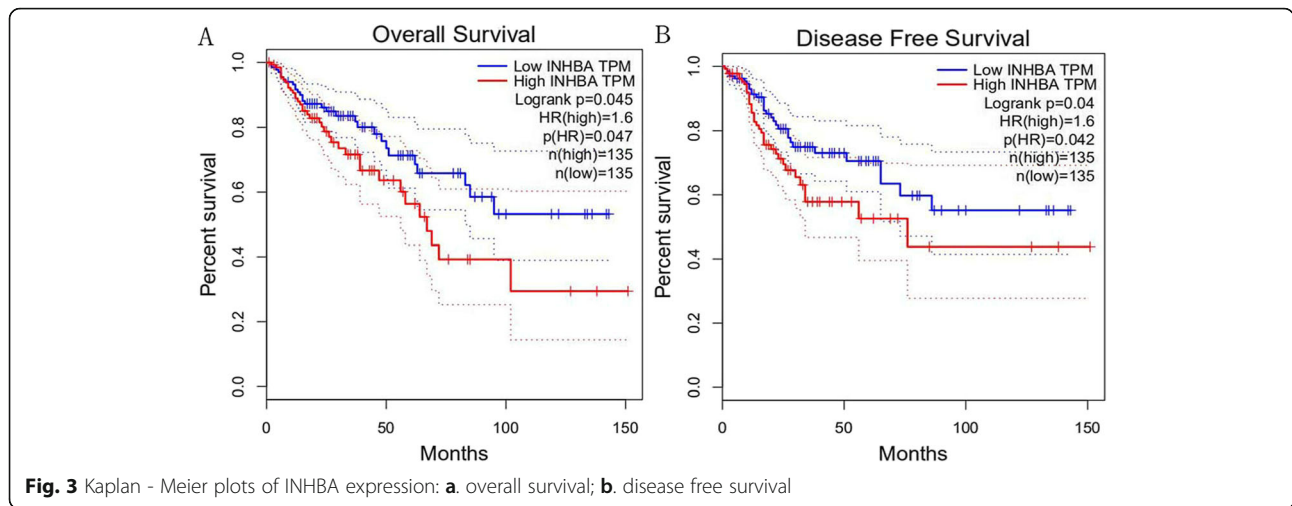 A
Overall Survival
Percent survival
1.0
0.8
0.6
0.4
0.2
0.0
Low INHBA TPM
High INHBA TPM
Logrank p=0.045
HR(high)=1.6
p(HR)=0.047
n(high)=135
n(low)=135
0 50 100 150
Months
B
Disease Free Survival
Percent survival
1.0
0.8
0.6
0.4
0.2
0.0
Low INHBA TPM
High INHBA TPM
Logrank p=0.04
HR(high)=1.6
p(HR)=0.042
n(high)=135
n(low)=135
0 50 100 150
Months
Fig. 3 Kaplan - Meier plots of INHBA expression: a. overall survival; b. disease free survival